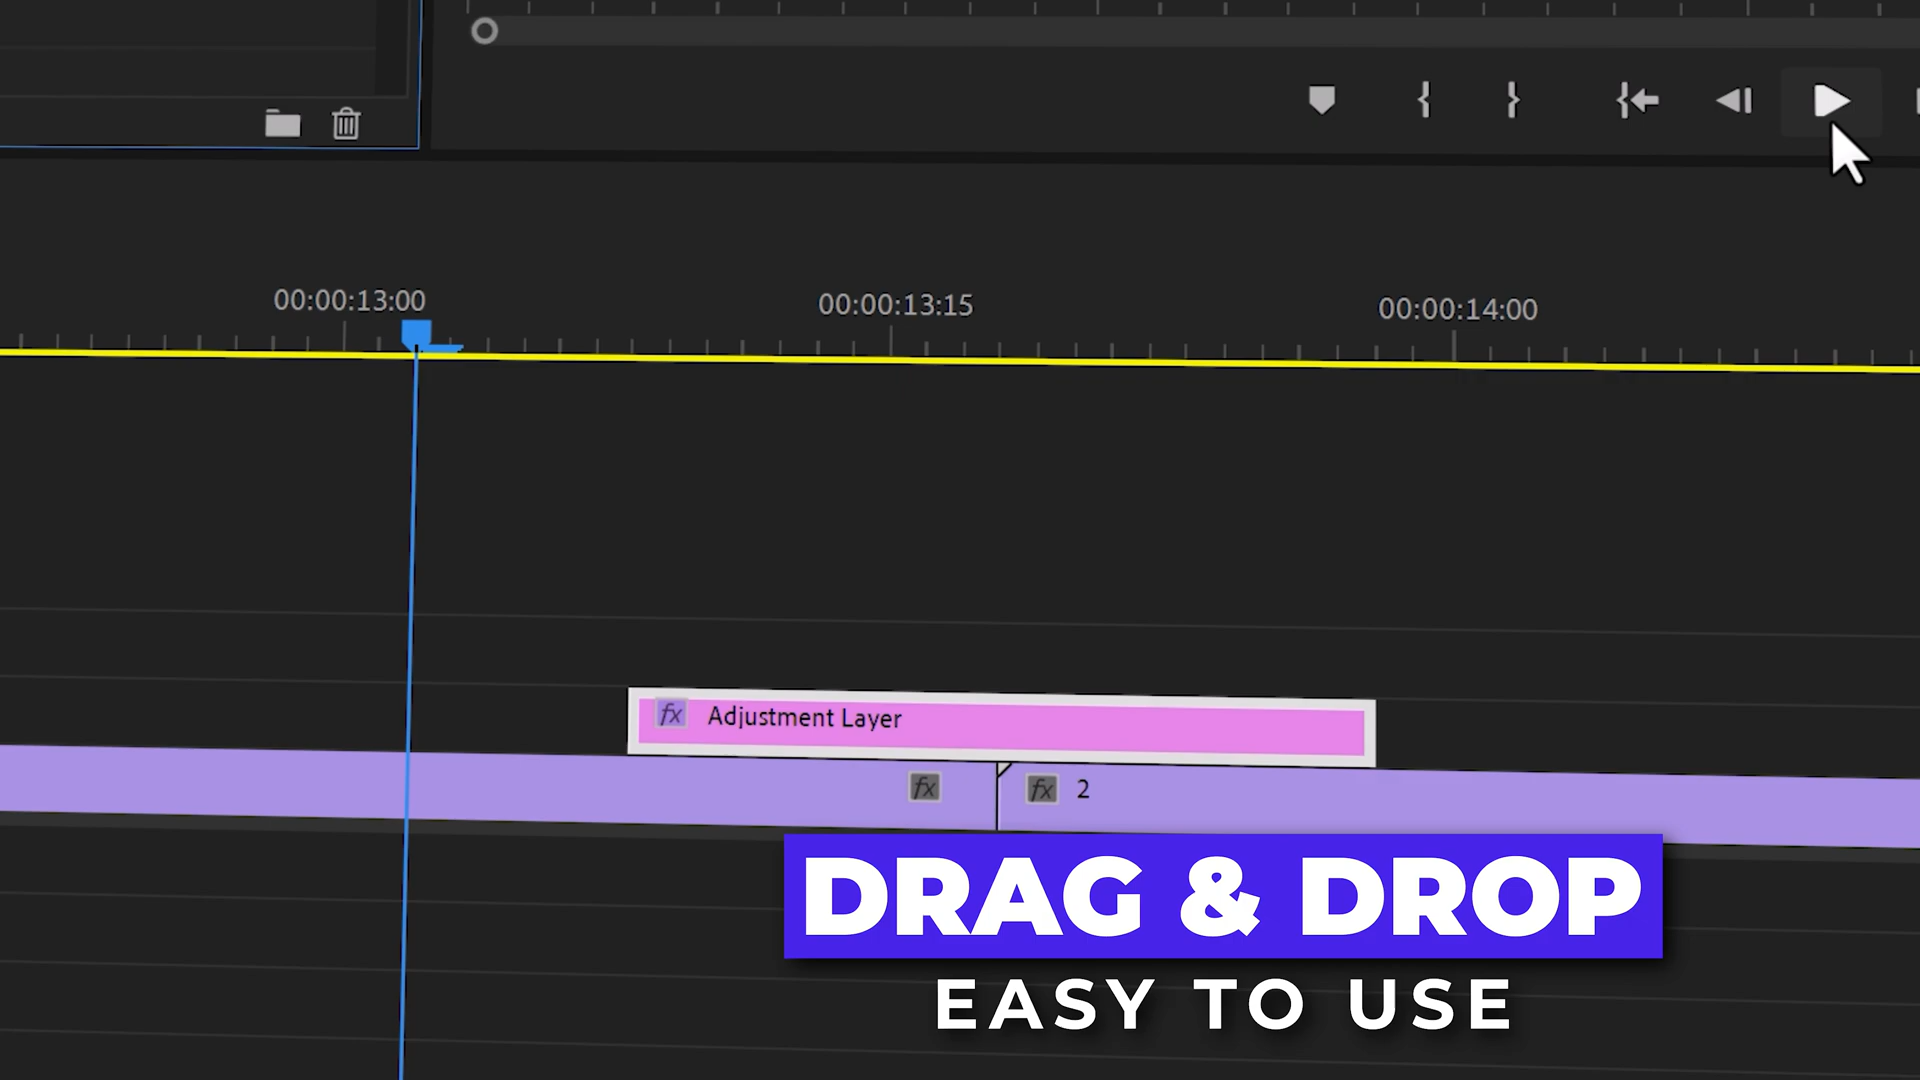 00:00:13:00 00:00:13:15 00:00:14:00
fx Adjustment Layer
fx fx 2
DRAG & DROP
EASY TO USE